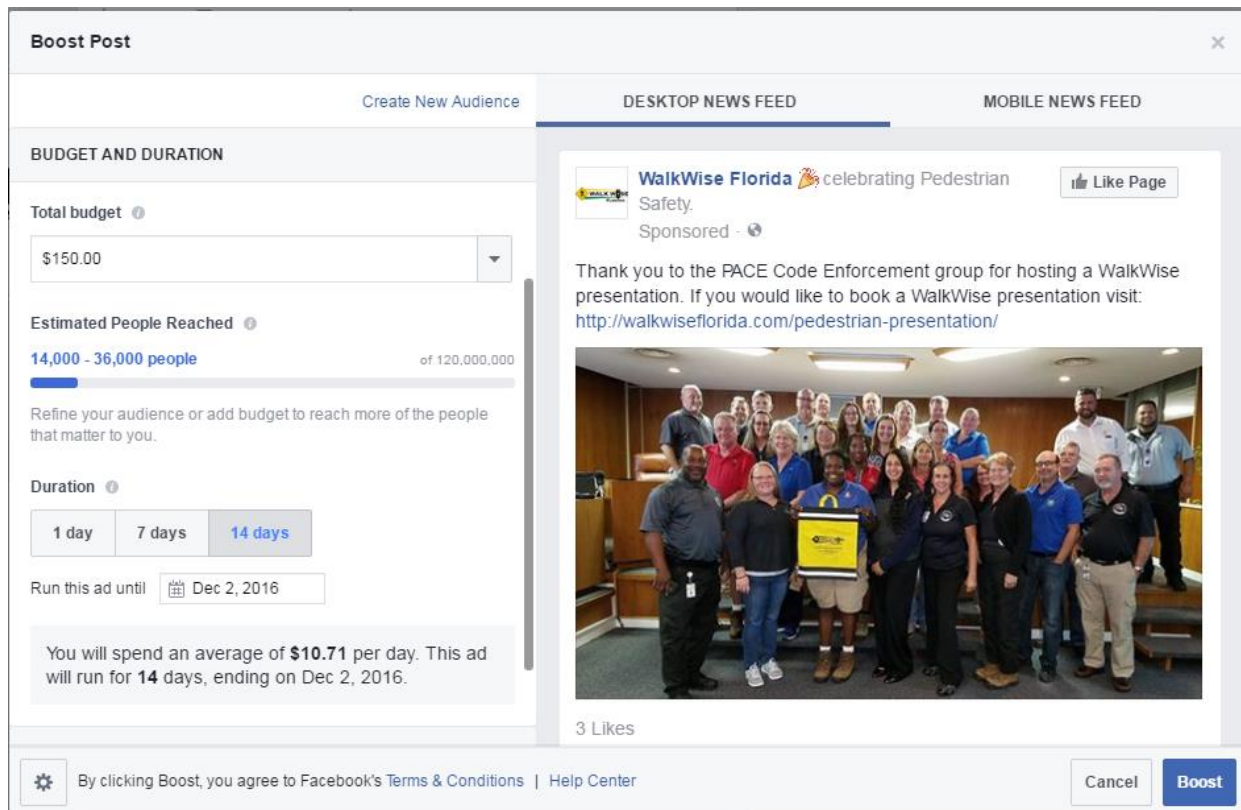 Boost Post
×
Create New Audience
BUDGET AND DURATION
Total budget
$150.00
Estimated People Reached
14,000 - 36,000 people
of 120,000,000
Refine your audience or add budget to reach more of the people
that matter to you.
Duration
1 day
7 days
14 days
Run this ad until
Dec 2, 2016
You will spend an average of $10.71 per day. This ad
will run for 14 days, ending on Dec 2, 2016.
DESKTOP NEWS FEED
MOBILE NEWS FEED
WALK WISE
WalkWise Florida 🎉 celebrating Pedestrian
Safety.
Sponsored ·
Like Page
Thank you to the PACE Code Enforcement group for hosting a WalkWise
presentation. If you would like to book a WalkWise presentation visit:
http://walkwiseflorida.com/pedestrian-presentation/
3 Likes
By clicking Boost, you agree to Facebook's Terms & Conditions | Help Center
Cancel
Boost